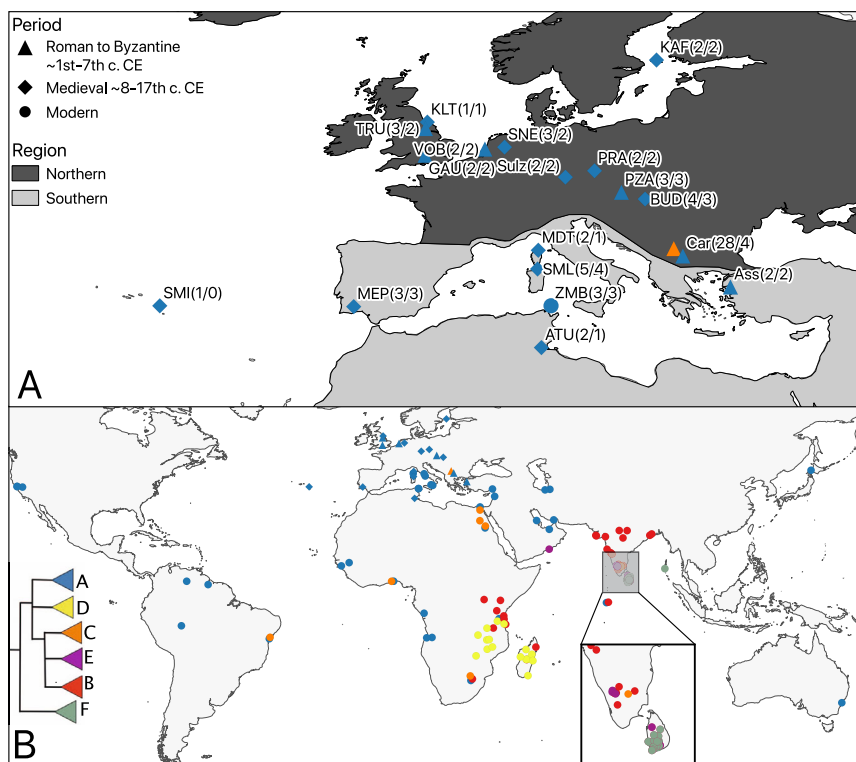 Period
Roman to Byzantine
~1st-7th c. CE
Medieval ~8-17th c. CE
Modern
Region
Northern
Southern
KAF(2/2)
KLT(1/1)
TRU(3/2)
SNE(3/2)
VOB(2/2)
GAU(2/2)
Sulz(2/2)
PRA(2/2)
PZA(3/3)
BUD(4/3)
MDT(2/1)
Car(28/4)
SML(5/4)
Ass(2/2)
SMI(1/0)
MEP(3/3)
ZMB(3/3)
ATU(2/1)
A
A
D
C
E
B
F
B